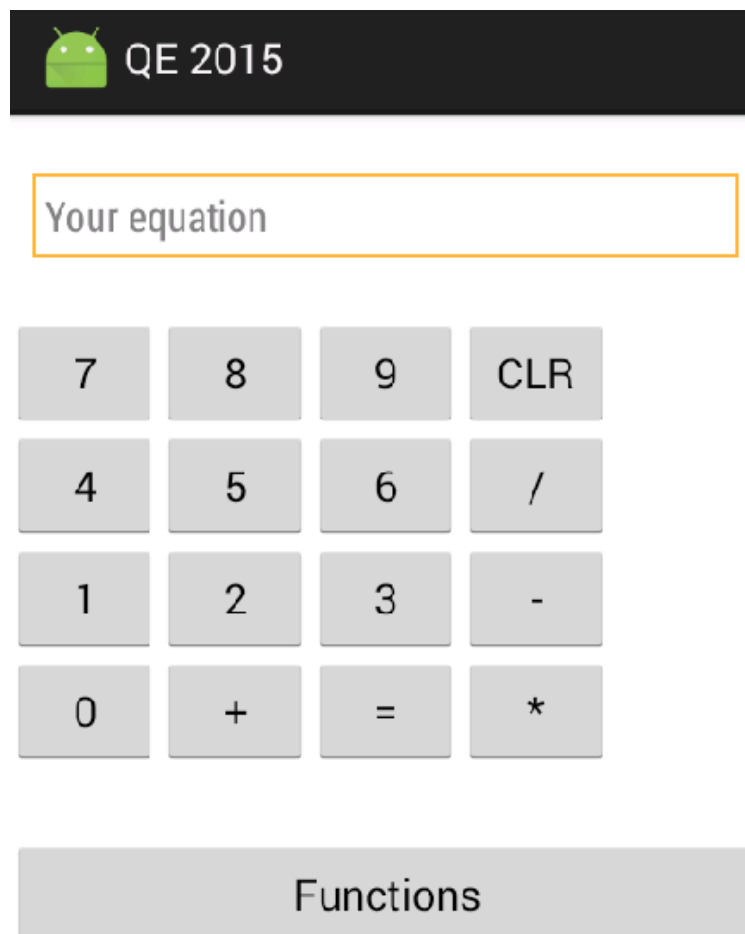 QE 2015
Your equation
7 8 9 CLR
4 5 6 /
1 2 3 -
0 + = *
Functions